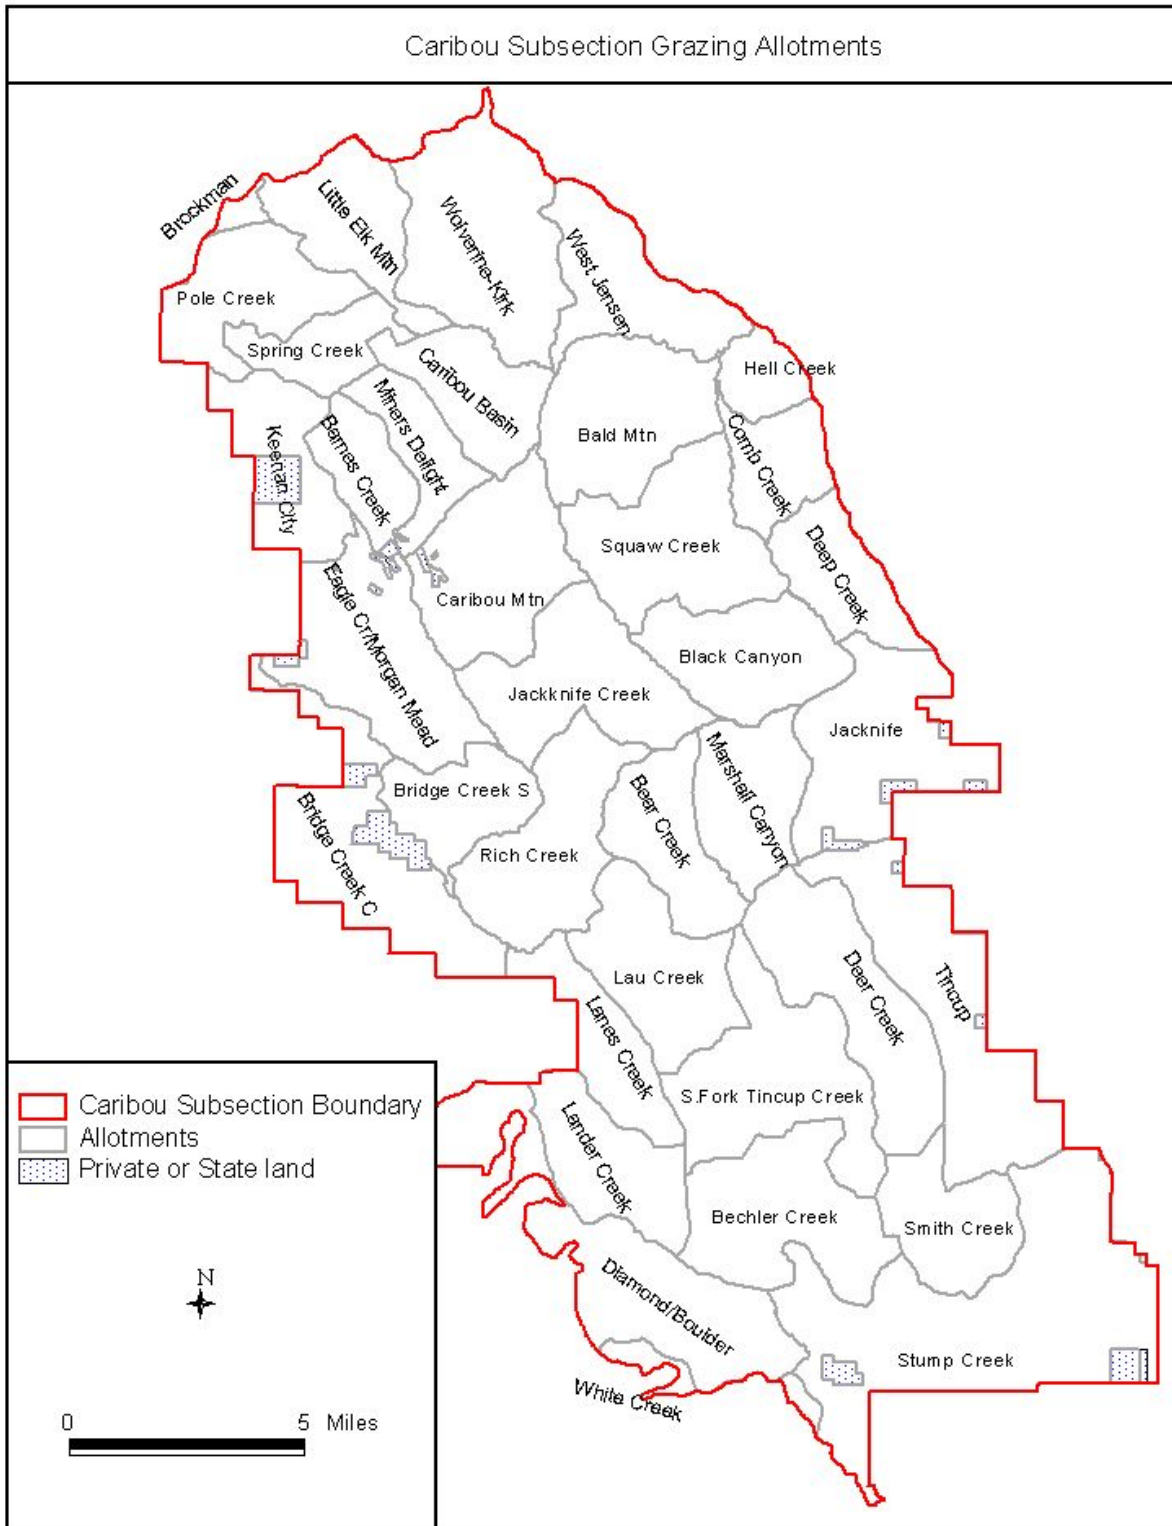 Caribou Subsection Grazing Allotments
Brockman
Little Elk Mtn
Wolverine-Kirk
West Jensen
Pole Creek
Spring Creek
Caribou Basin
Hell Creek
Miners Delight
Barnes Creek
Keenan City
Bald Mtn
Comb Creek
Squaw Creek
Deep Creek
Eagle Cr/Morgan Mead
Caribou Mtn
Black Canyon
Jackknife Creek
Jacknife
Marshall Canyon
Bridge Creek S
Bear Creek
Bridge Creek C
Rich Creek
Lau Creek
Deer Creek
Tincup
Lanes Creek
S.Fork Tincup Creek
Lander Creek
Bechler Creek
Smith Creek
Diamond/Boulder
Stump Creek
White Creek
Caribou Subsection Boundary
Allotments
Private or State land
N
0 5 Miles